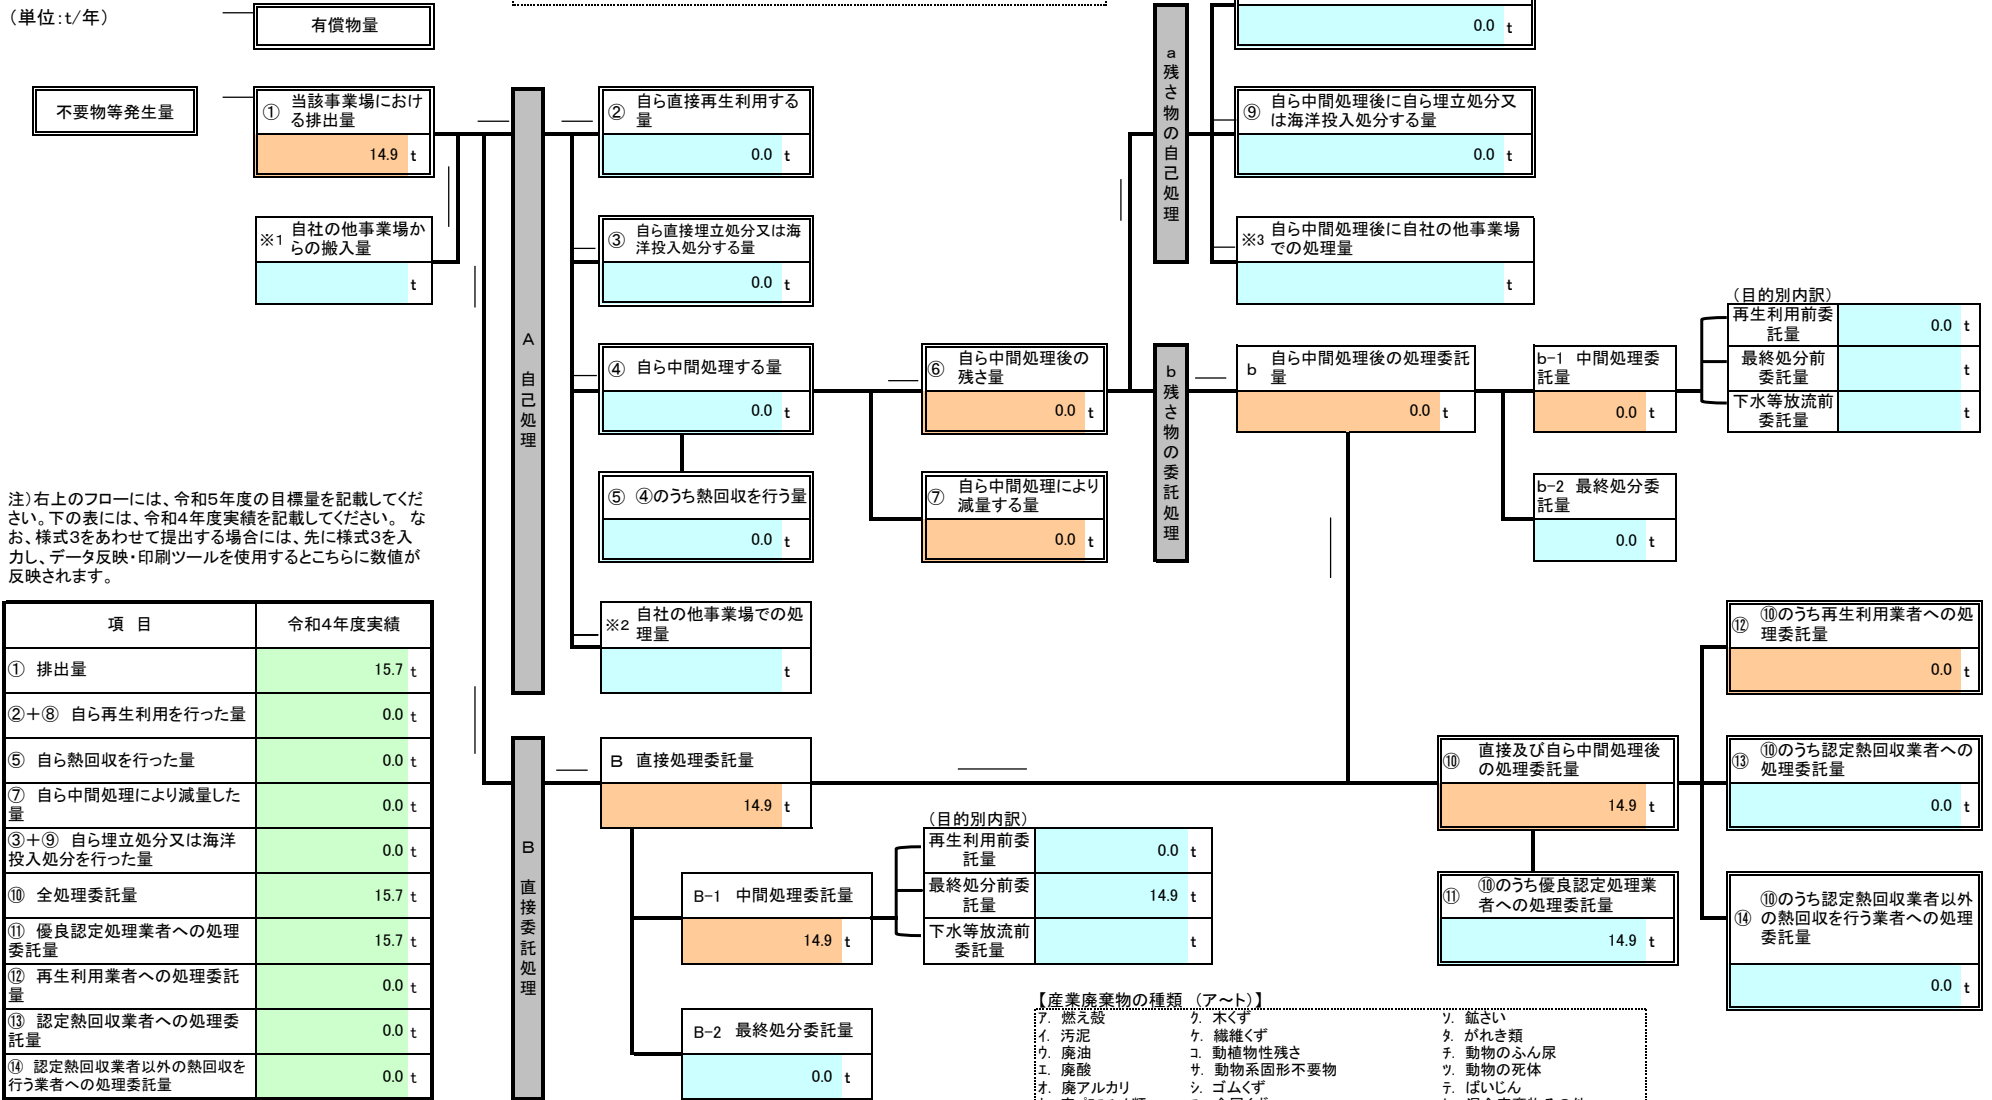 （単位：t/年）
有償物量
0.0 t
不要物等発生量
① 当該事業場におけ
る排出量
14.9 t
※1 自社の他事業場か
らの搬入量
t
A 自己処理
② 自ら直接再生利用する
量
0.0 t
③ 自ら直接埋立処分又は海
洋投入処分する量
0.0 t
④ 自ら中間処理する量
0.0 t
⑤ ④のうち熱回収を行う量
0.0 t
※2 自社の他事業場での処
理量
t
⑥ 自ら中間処理後の
残さ量
0.0 t
⑦ 自ら中間処理により
減量する量
0.0 t
a 残さ物の自己処理
⑨ 自ら中間処理後に自ら埋立処分又
は海洋投入処分する量
0.0 t
※3 自ら中間処理後に自社の他事業場
での処理量
t
b 残さ物の委託処理
b 自ら中間処理後の処理委託
量
0.0 t
b-1 中間処理委
託量
0.0 t
（目的別内訳）
再生利用前委
託量
0.0 t
最終処分前
委託量
t
下水等放流前
委託量
t
b-2 最終処分委
託量
0.0 t
注）右上のフローには、令和５年度の目標量を記載してくだ
さい。下の表には、令和４年度実績を記載してください。 な
お、様式３をあわせて提出する場合には、先に様式３を入
力し、データ反映・印刷ツールを使用するとこちらに数値が
反映されます。
項 目 令和４年度実績
① 排出量 15.7 t
②＋⑧ 自ら再生利用を行った量 0.0 t
⑤ 自ら熱回収を行った量 0.0 t
⑦ 自ら中間処理により減量した
量 0.0 t
③＋⑨ 自ら埋立処分又は海洋
投入処分を行った量 0.0 t
⑩ 全処理委託量 15.7 t
⑪ 優良認定処理業者への処理
委託量 15.7 t
⑫ 再生利用業者への処理委託
量 0.0 t
⑬ 認定熱回収業者への処理委
託量 0.0 t
⑭ 認定熱回収業者以外の熱回収を
行う業者への処理委託量 0.0 t
B 直接委託処理
B 直接処理委託量
14.9 t
B-1 中間処理委託量
14.9 t
（目的別内訳）
再生利用前委
託量
0.0 t
最終処分前委
託量
14.9 t
下水等放流前
委託量
t
B-2 最終処分委託量
0.0 t
⑩ 直接及び自ら中間処理後
の処理委託量
14.9 t
⑪ ⑩のうち優良認定処理業
者への処理委託量
14.9 t
⑫ ⑩のうち再生利用業者への処
理委託量
0.0 t
⑬ ⑩のうち認定熱回収業者への
処理委託量
0.0 t
⑭ ⑩のうち認定熱回収業者以外
の熱回収を行う業者への処理
委託量
0.0 t
【産業廃棄物の種類 （ア～ト）】
ア. 燃え殻 ク. 木くず ソ. 鉱さい
イ. 汚泥 ケ. 繊維くず タ. がれき類
ウ. 廃油 コ. 動植物性残さ チ. 動物のふん尿
エ. 廃酸 サ. 動物系固形不要物 ツ. 動物の死体
オ. 廃アルカリ シ. ゴムくず テ. ばいじん